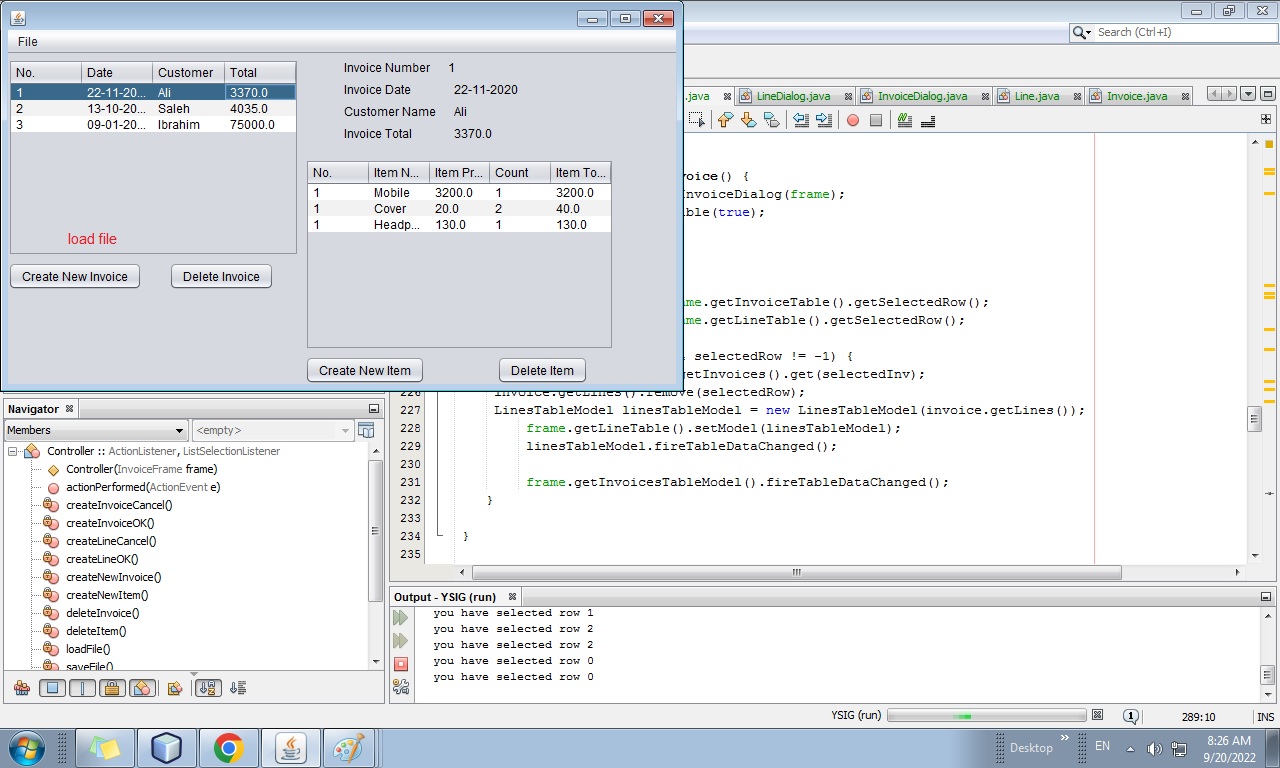 File
No. Date Customer Total
1 22-11-20... Ali 3370.0
2 13-10-20... Saleh 4035.0
3 09-01-20... Ibrahim 75000.0
load file
Create New Invoice Delete Invoice
Invoice Number 1
Invoice Date 22-11-2020
Customer Name Ali
Invoice Total 3370.0
No. Item N... Item Pr... Count Item To...
1 Mobile 3200.0 1 3200.0
1 Cover 20.0 2 40.0
1 Headp... 130.0 1 130.0
Create New Item Delete Item
Search (Ctrl+I)
.java LineDialog.java InvoiceDialog.java Line.java Invoice.java
voice() {
InvoiceDialog(frame);
ible(true);
me.getInvoiceTable().getSelectedRow();
me.getLineTable().getSelectedRow();
selectedRow != -1) {
getInvoices().get(selectedInv);
226 invoice.getLines().remove(selectedRow);
227 LinesTableModel linesTableModel = new LinesTableModel(invoice.getLines());
228 frame.getLineTable().setModel(linesTableModel);
229 linesTableModel.fireTableDataChanged();
230
231 frame.getInvoicesTableModel().fireTableDataChanged();
232 }
233
234 }
235
Navigator
Members <empty>
Controller :: ActionListener, ListSelectionListener
Controller(InvoiceFrame frame)
actionPerformed(ActionEvent e)
createInvoiceCancel()
createInvoiceOK()
createLineCancel()
createLineOK()
createNewInvoice()
createNewItem()
deleteInvoice()
deleteItem()
loadFile()
saveFile()
Output - YSIG (run)
you have selected row 1
you have selected row 2
you have selected row 2
you have selected row 0
you have selected row 0
YSIG (run) 1 289:10 INS
Desktop EN 8:26 AM
9/20/2022